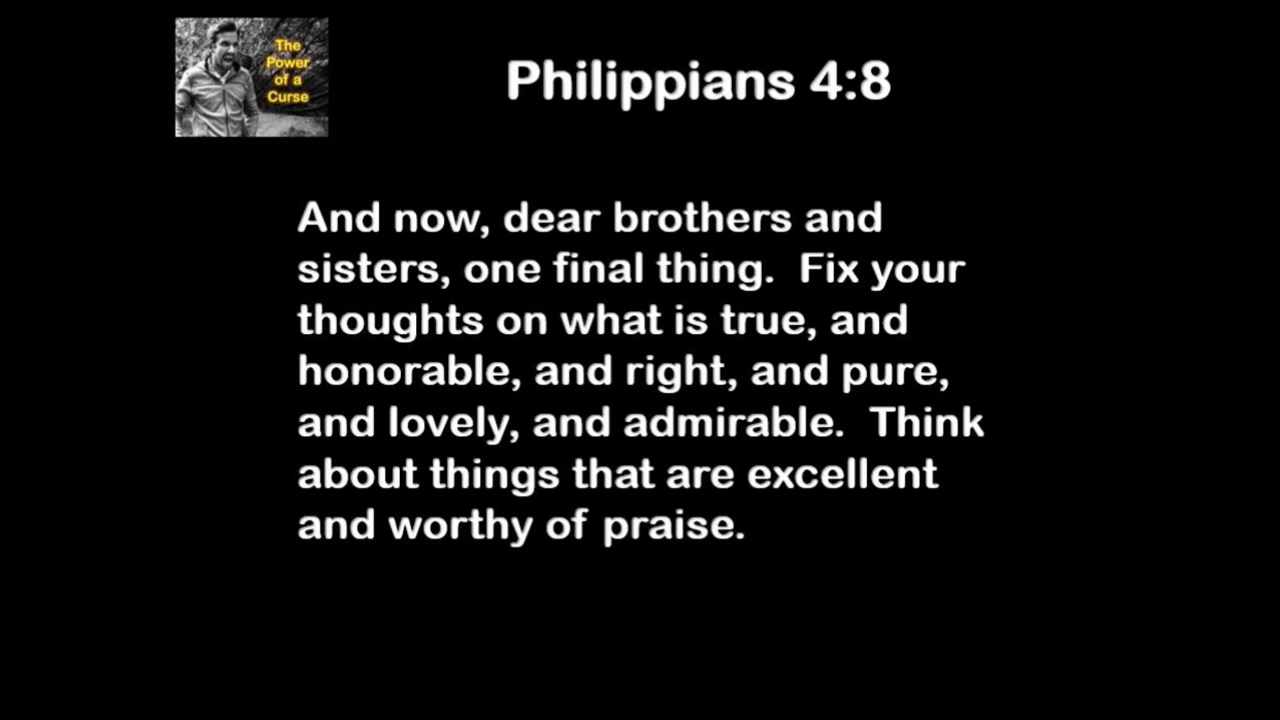 The
Power
of a
Curse
Philippians 4:8
And now, dear brothers and
sisters, one final thing.  Fix your
thoughts on what is true, and
honorable, and right, and pure,
and lovely, and admirable.  Think
about things that are excellent
and worthy of praise.